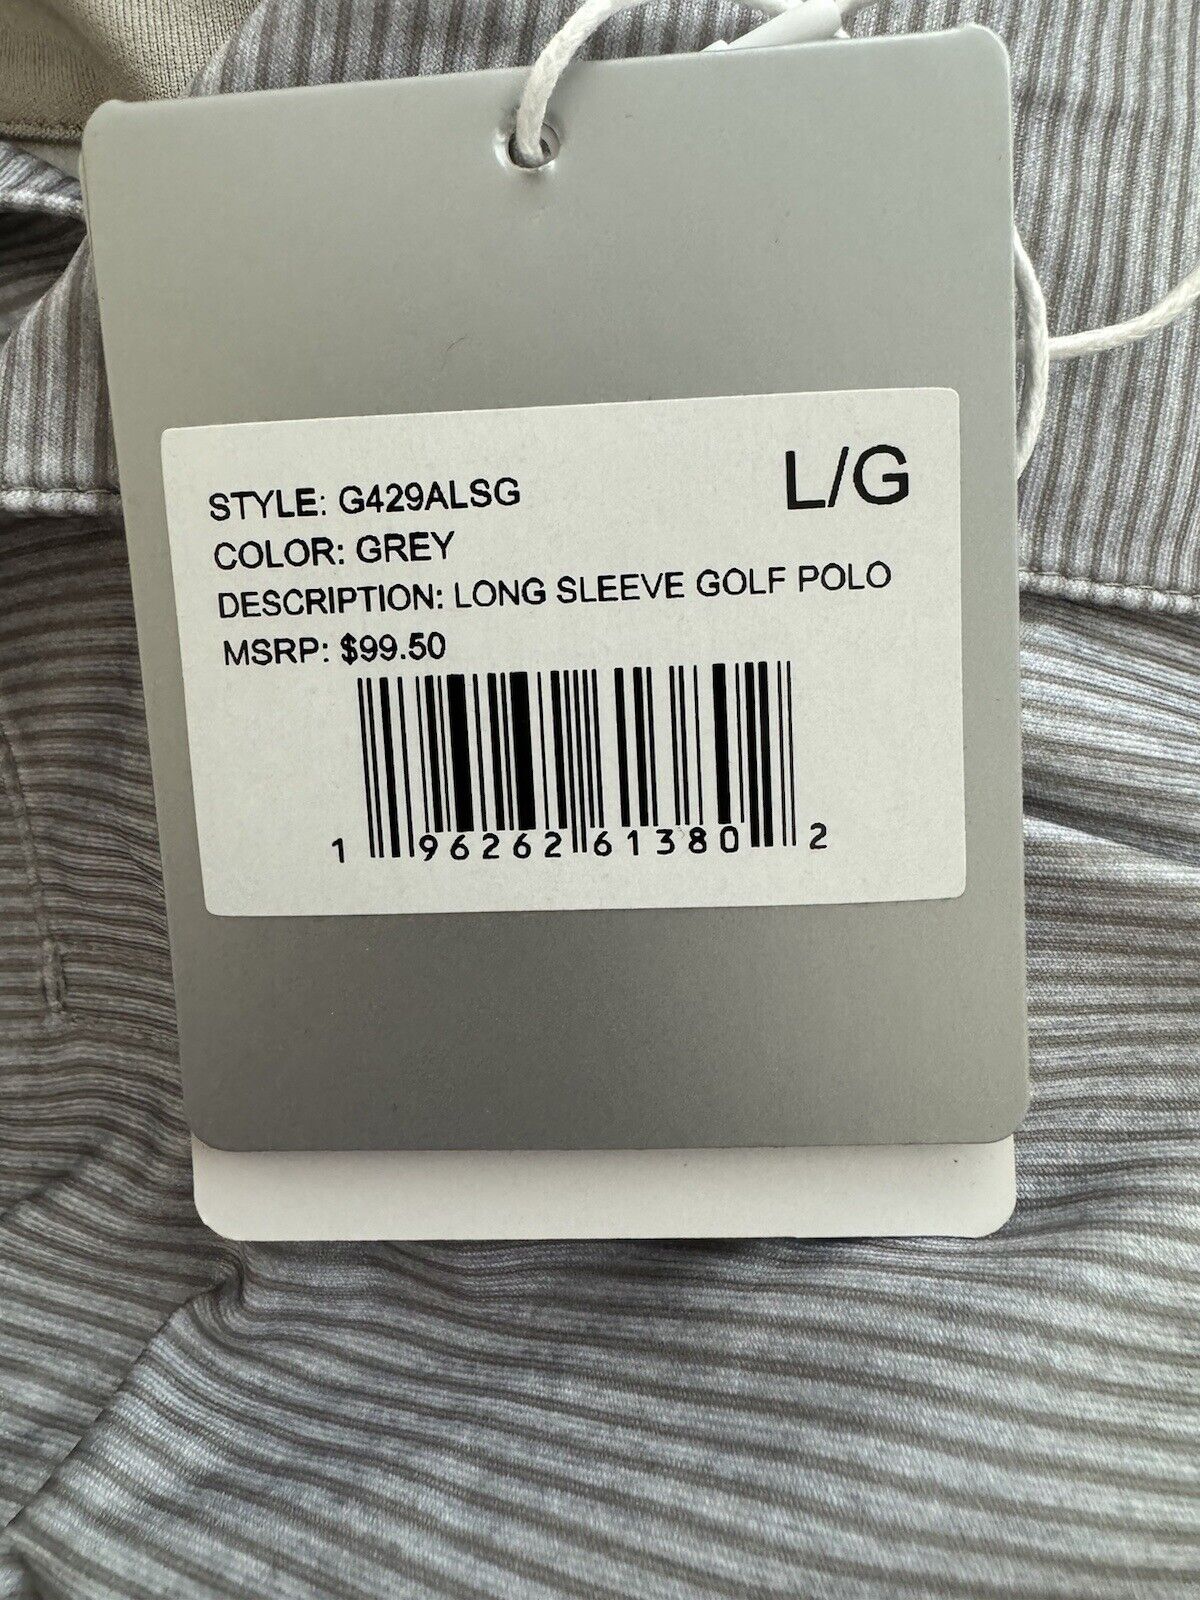 L/G
STYLE: G429ALSG
COLOR: GREY
DESCRIPTION: LONG SLEEVE GOLF POLO
MSRP: $99.50
1 96262 61380 2